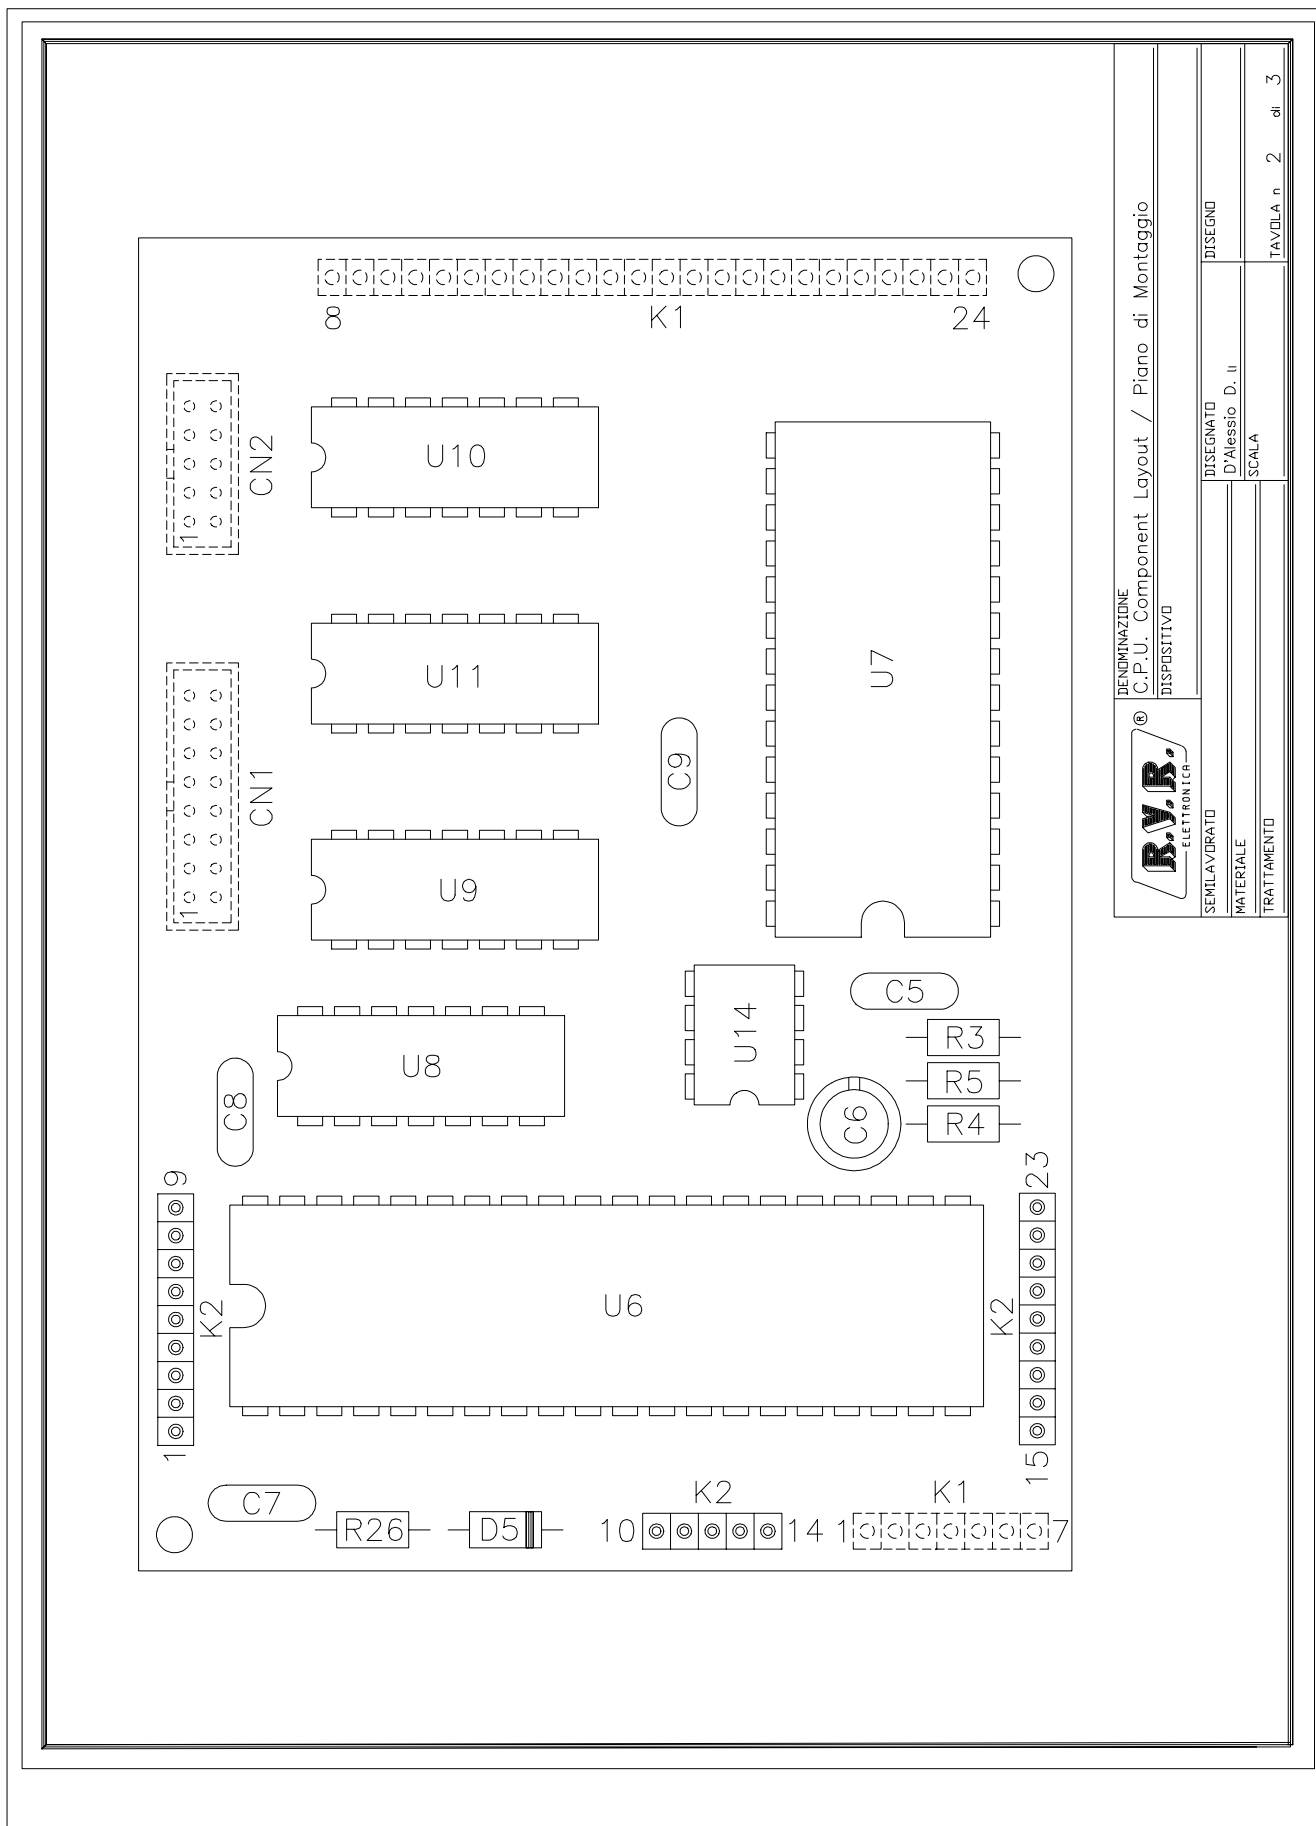 8
K1
24
CN2
1
U10
CN1
1
U11
U7
C9
U9
C5
U14
R3
R5
R4
C6
U8
C8
9
K2
1
U6
23
K2
15
C7
R26
D5
K2
10
14
K1
1
7
R.V.R.®
ELETTRONICA
DENOMINAZIONE
C.P.U. Component Layout / Piano di Montaggio
DISPOSITIVO
SEMILAVORATO
MATERIALE
TRATTAMENTO
DISEGNATO
D'Alessio D.
SCALA
DISEGNO
TAVOLA n 2 di 3